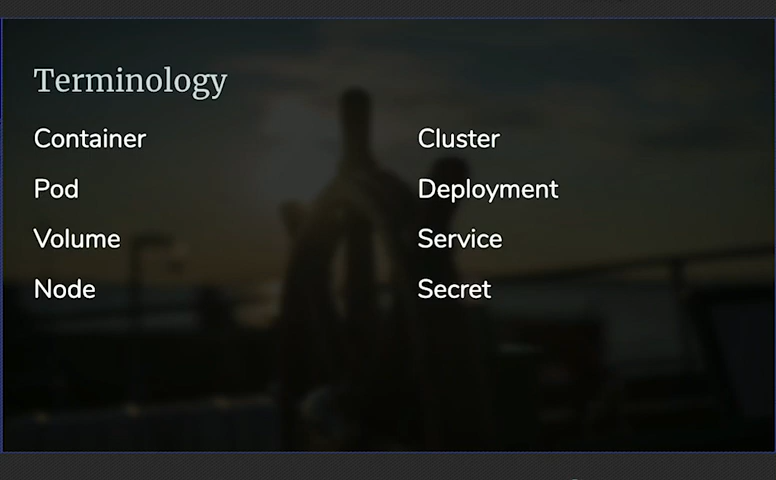 Terminology
Container
Pod
Volume
Node
Cluster
Deployment
Service
Secret